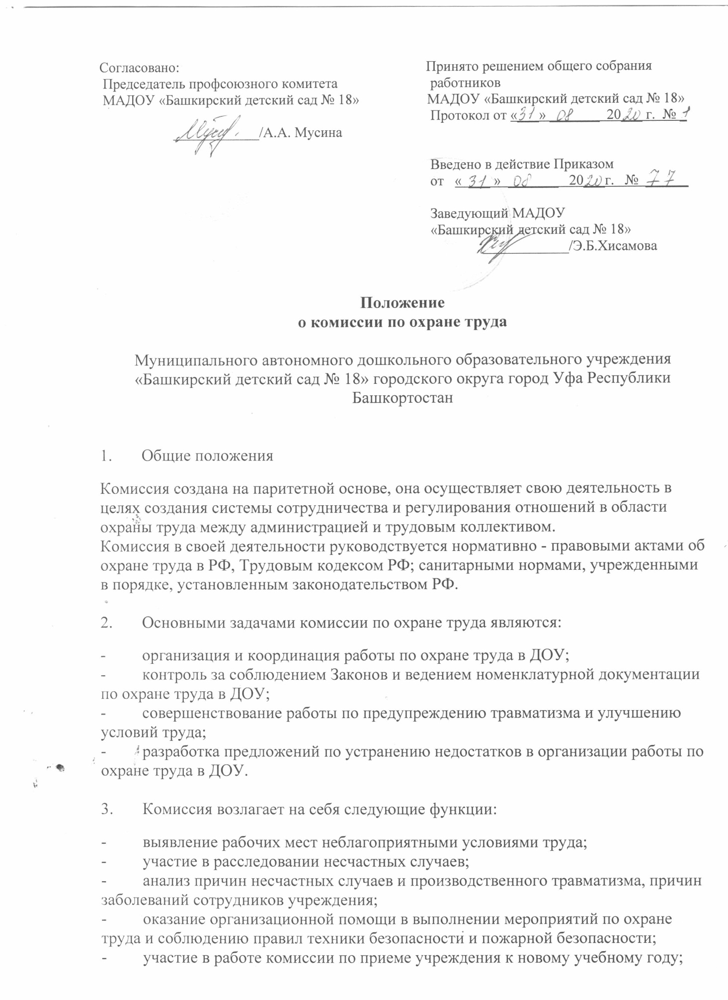 Согласовано:
Председатель профсоюзного комитета
МАДОУ «Башкирский детский сад № 18»
/А.А. Мусина
Принято решением общего собрания
работников
МАДОУ «Башкирский детский сад № 18»
Протокол от «31» 08 2020 г. № 1
Введено в действие Приказом
от « 31 » 08 2020 г. № 77
Заведующий МАДОУ
«Башкирский детский сад № 18»
/Э.Б.Хисамова
Положение
о комиссии по охране труда
Муниципального автономного дошкольного образовательного учреждения
«Башкирский детский сад № 18» городского округа город Уфа Республики
Башкортостан
1. Общие положения
Комиссия создана на паритетной основе, она осуществляет свою деятельность в
целях создания системы сотрудничества и регулирования отношений в области
охраны труда между администрацией и трудовым коллективом.
Комиссия в своей деятельности руководствуется нормативно - правовыми актами об
охране труда в РФ, Трудовым кодексом РФ; санитарными нормами, учрежденными
в порядке, установленным законодательством РФ.
2. Основными задачами комиссии по охране труда являются:
- организация и координация работы по охране труда в ДОУ;
- контроль за соблюдением Законов и ведением номенклатурной документации
по охране труда в ДОУ;
- совершенствование работы по предупреждению травматизма и улучшению
условий труда;
- разработка предложений по устранению недостатков в организации работы по
охране труда в ДОУ.
3. Комиссия возлагает на себя следующие функции:
- выявление рабочих мест неблагоприятными условиями труда;
- участие в расследовании несчастных случаев;
- анализ причин несчастных случаев и производственного травматизма, причин
заболеваний сотрудников учреждения;
- оказание организационной помощи в выполнении мероприятий по охране
труда и соблюдению правил техники безопасности и пожарной безопасности;
- участие в работе комиссии по приеме учреждения к новому учебному году;